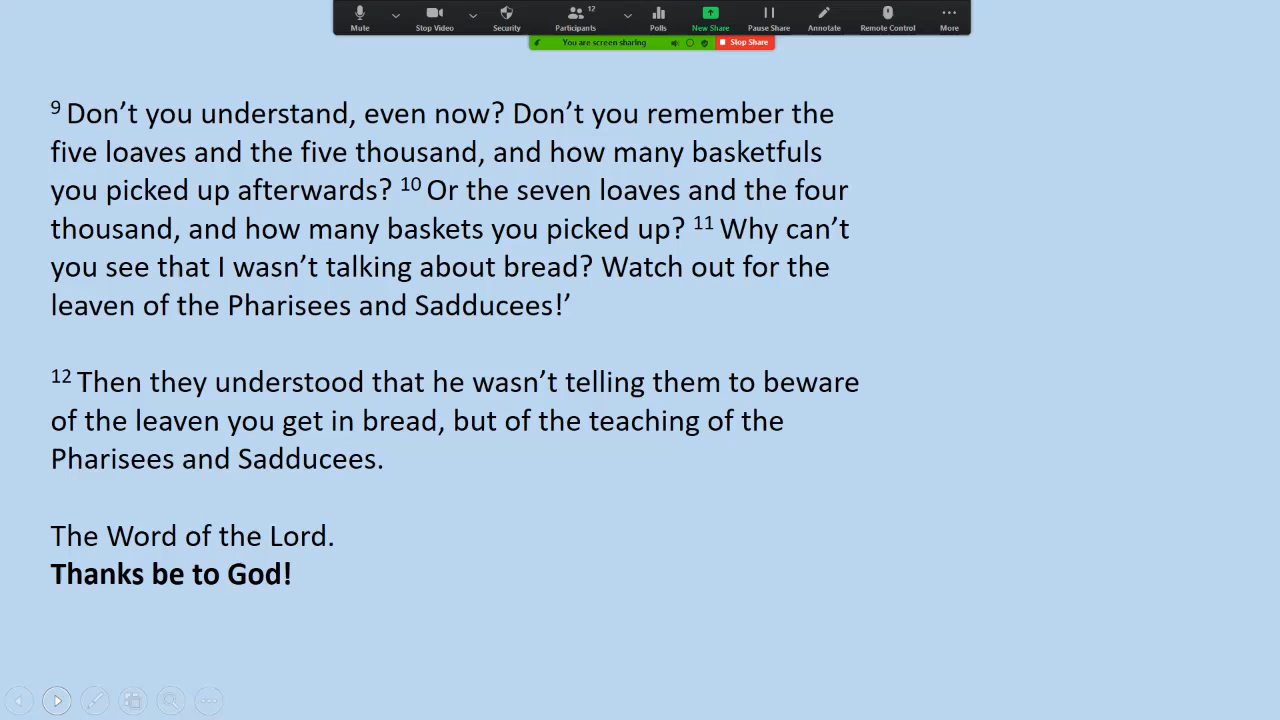 Mute
Stop Video
Security
12
Participants
Polls
New Share
Pause Share
Annotate
Remote Control
More
You are screen sharing
Stop Share
9 Don’t you understand, even now? Don’t you remember the
five loaves and the five thousand, and how many basketfuls
you picked up afterwards? 10 Or the seven loaves and the four
thousand, and how many baskets you picked up? 11 Why can’t
you see that I wasn’t talking about bread? Watch out for the
leaven of the Pharisees and Sadducees!’
12 Then they understood that he wasn’t telling them to beware
of the leaven you get in bread, but of the teaching of the
Pharisees and Sadducees.
The Word of the Lord.
Thanks be to God!